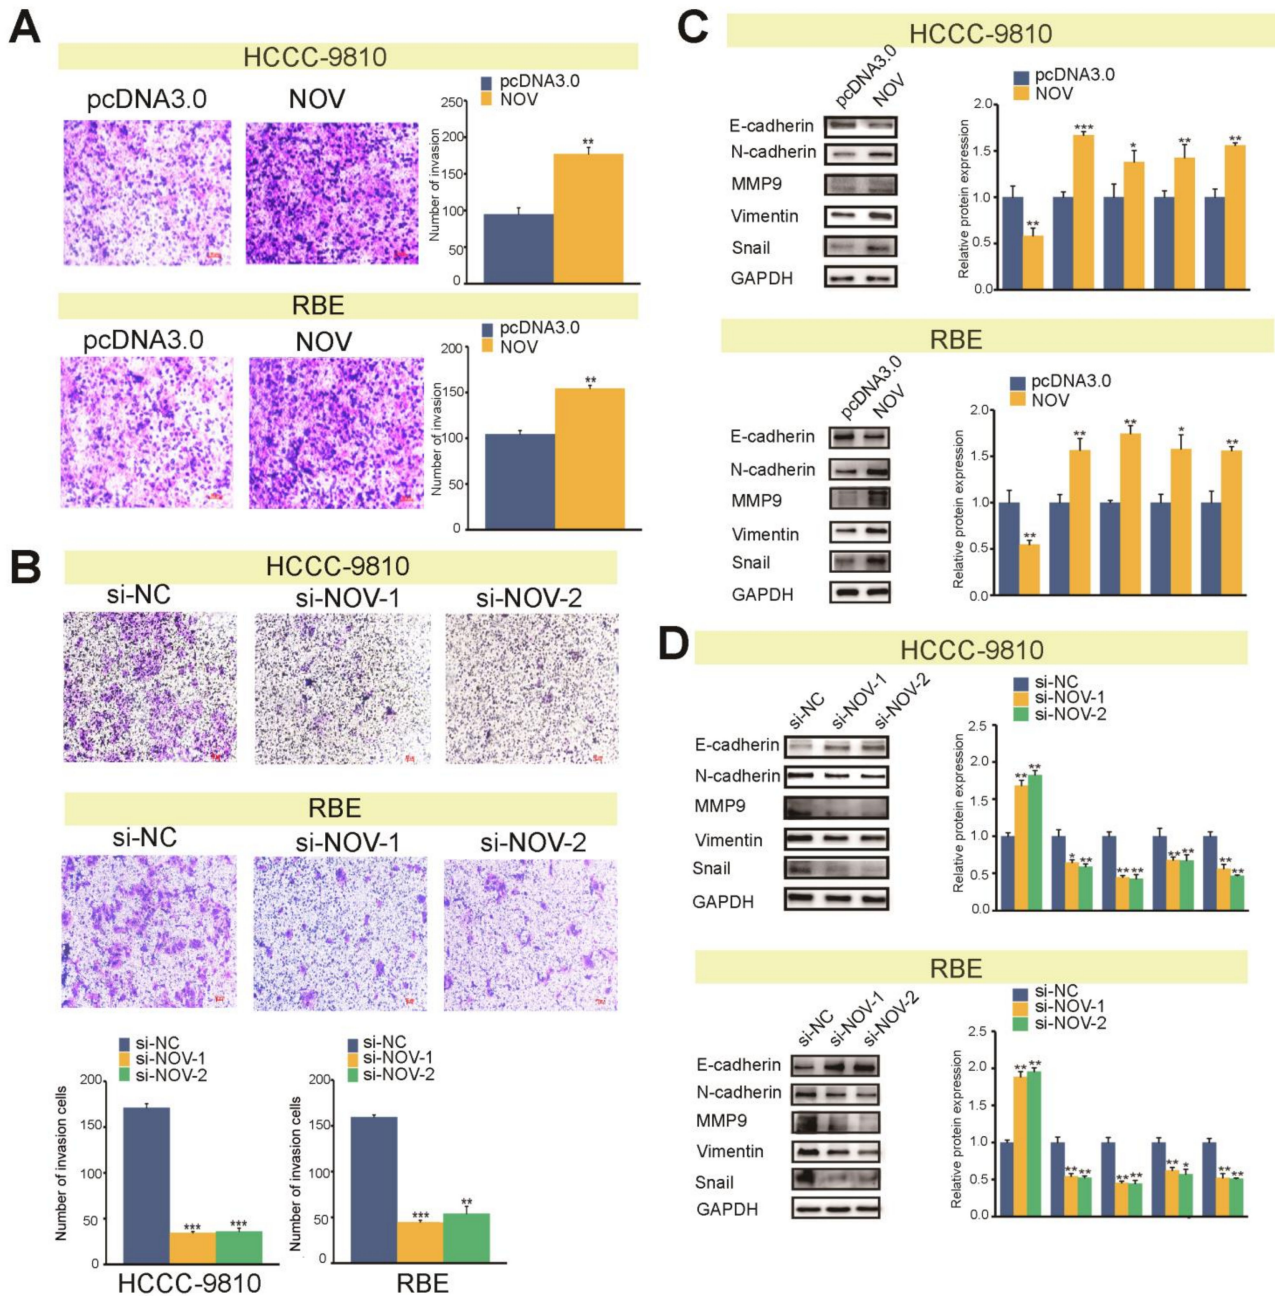 A
HCCC-9810
pcDNA3.0 NOV
pcDNA3.0
NOV
Number of invasion
250
200
150
100
50
0
**
RBE
pcDNA3.0 NOV
pcDNA3.0
NOV
Number of invasion
200
150
100
50
0
**
B
HCCC-9810
si-NC si-NOV-1 si-NOV-2
RBE
si-NC si-NOV-1 si-NOV-2
si-NC
si-NOV-1
si-NOV-2
Number of invasion cells
200
150
100
50
0
*** ***
HCCC-9810
si-NC
si-NOV-1
si-NOV-2
Number of invasion cells
200
150
100
50
0
*** **
RBE
C
HCCC-9810
pcDNA3.0 NOV
E-cadherin
N-cadherin
MMP9
Vimentin
Snail
GAPDH
pcDNA3.0
NOV
Relative protein expression
2.0
1.5
1.0
0.5
0.0
** *** * ** **
RBE
pcDNA3.0 NOV
E-cadherin
N-cadherin
MMP9
Vimentin
Snail
GAPDH
pcDNA3.0
NOV
Relative protein expression
2.0
1.5
1.0
0.5
0.0
** ** ** * **
D
HCCC-9810
si-NC si-NOV-1 si-NOV-2
E-cadherin
N-cadherin
MMP9
Vimentin
Snail
GAPDH
si-NC
si-NOV-1
si-NOV-2
Relative protein expression
2.5
2.0
1.5
1.0
0.5
0.0
** ** * ** ** ** ** ** ** **
RBE
si-NC si-NOV-1 si-NOV-2
E-cadherin
N-cadherin
MMP9
Vimentin
Snail
GAPDH
si-NC
si-NOV-1
si-NOV-2
Relative protein expression
2.5
2.0
1.5
1.0
0.5
0.0
** ** ** ** ** ** ** * ** **